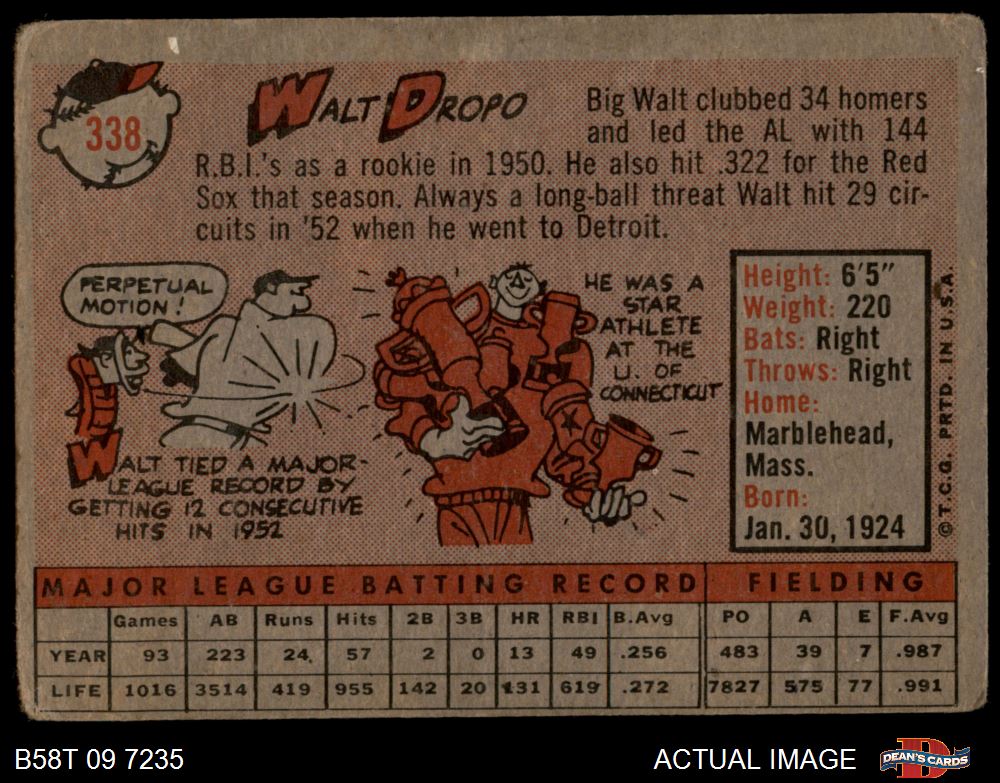 338
WALT DROPO
Big Walt clubbed 34 homers
and led the AL with 144
R.B.I.'s as a rookie in 1950. He also hit .322 for the Red
Sox that season. Always a long-ball threat Walt hit 29 cir-
cuits in '52 when he went to Detroit.
PERPETUAL
MOTION!
WALT TIED A MAJOR-
LEAGUE RECORD BY
GETTING 12 CONSECUTIVE
HITS IN 1952
HE WAS A
STAR
ATHLETE
AT THE
U. OF
CONNECTICUT
Height: 6'5"
Weight: 220
Bats: Right
Throws: Right
Home:
Marblehead,
Mass.
Born:
Jan. 30, 1924
© T.C.G. PRTD. IN U.S.A.
MAJOR LEAGUE BATTING RECORD FIELDING
Games AB Runs Hits 2B 3B HR RBI B.Avg PO A E F.Avg
YEAR 93 223 24 57 2 0 13 49 .256 483 39 7 .987
LIFE 1016 3514 419 955 142 20 131 619 .272 7827 575 77 .991
B58T 09 7235
ACTUAL IMAGE
D
DEAN'S CARDS